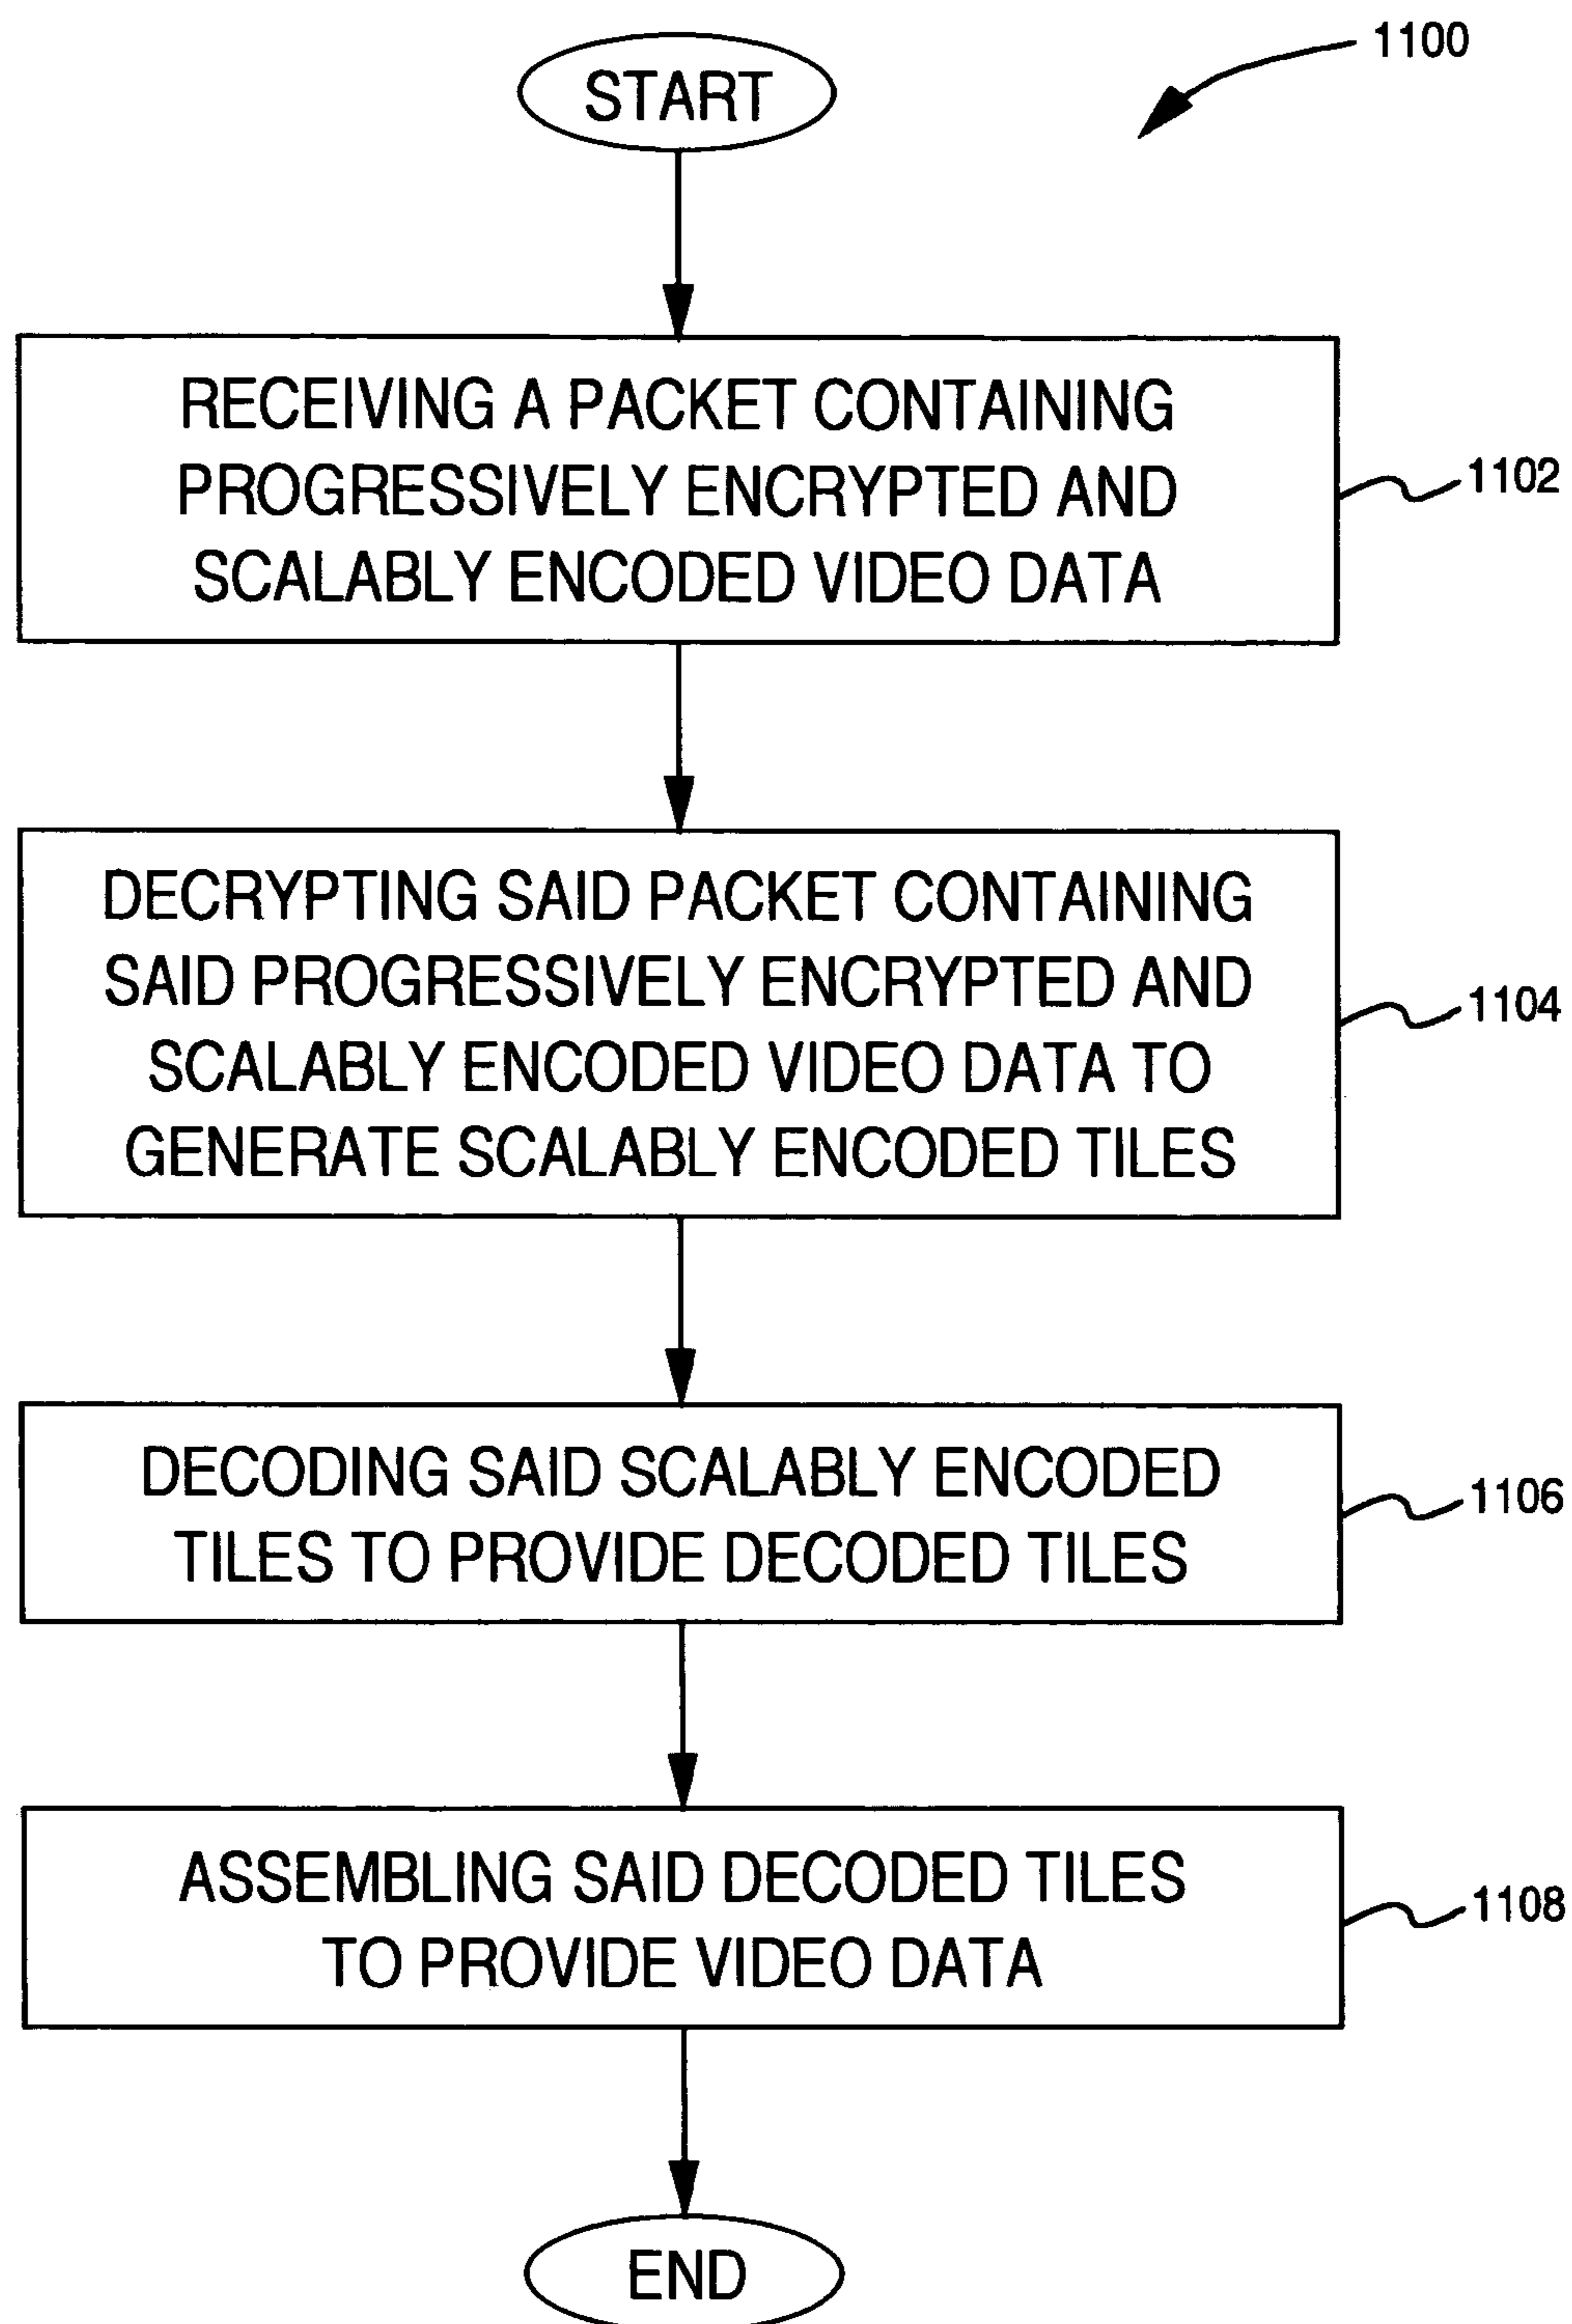 1100
START
RECEIVING A PACKET CONTAINING
PROGRESSIVELY ENCRYPTED AND
SCALABLY ENCODED VIDEO DATA
1102
DECRYPTING SAID PACKET CONTAINING
SAID PROGRESSIVELY ENCRYPTED AND
SCALABLY ENCODED VIDEO DATA TO
GENERATE SCALABLY ENCODED TILES
1104
DECODING SAID SCALABLY ENCODED
TILES TO PROVIDE DECODED TILES
1106
ASSEMBLING SAID DECODED TILES
TO PROVIDE VIDEO DATA
1108
END